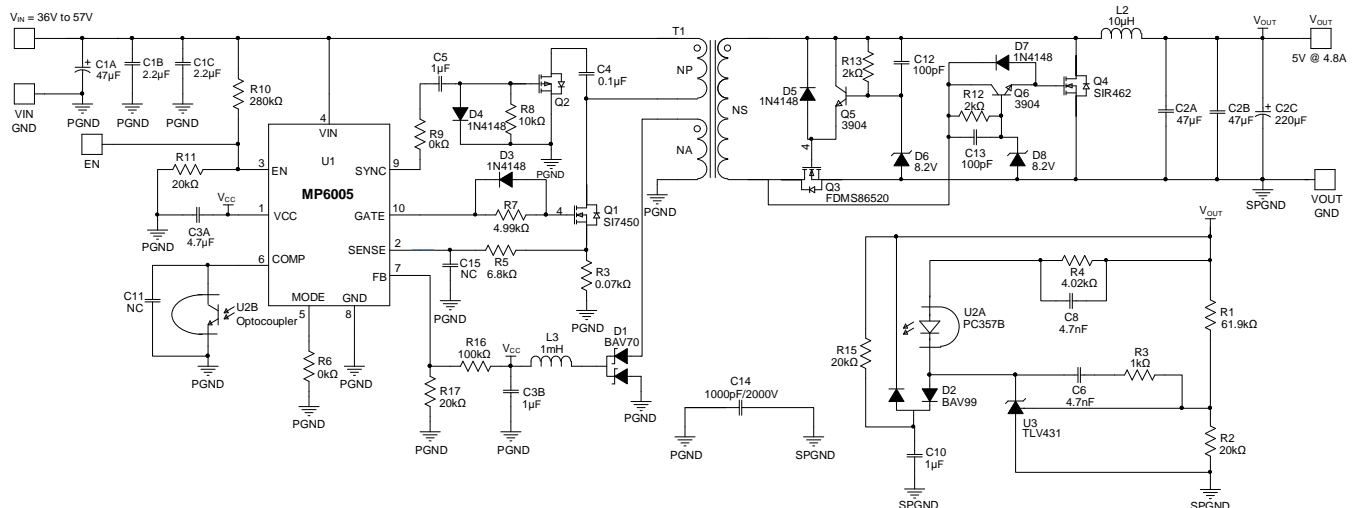 VIN = 36V to 57V
C1A
47µF
C1B
2.2µF
C1C
2.2µF
VIN
GND
PGND
PGND
PGND
R10
280kΩ
EN
R11
20kΩ
PGND
VCC
C3A
4.7µF
C11
NC
U2B
Optocoupler
PGND
4
VIN
U1
MP6005
3
EN
1
VCC
6
COMP
MODE
5
GND
8
SYNC
9
GATE
10
SENSE
2
FB
7
R6
0kΩ
PGND
PGND
R9
0kΩ
C5
1µF
D4
1N4148
R8
10kΩ
Q2
PGND
C4
0.1µF
D3
1N4148
R7
4.99kΩ
4
Q1
SI7450
C15
NC
PGND
R5
6.8kΩ
R3
0.07kΩ
PGND
R16
100kΩ
R17
20kΩ
PGND
VCC
C3B
1µF
PGND
L3
1mH
D1
BAV70
PGND
T1
NP
NA
NS
PGND
C14
1000pF/2000V
PGND
SPGND
D5
1N4148
R13
2kΩ
Q5
3904
C12
100pF
D6
8.2V
4
Q3
FDMS86520
D7
1N4148
R12
2kΩ
Q6
3904
C13
100pF
D8
8.2V
Q4
SIR462
L2
10µH
C2A
47µF
C2B
47µF
C2C
220µF
VOUT
VOUT
5V @ 4.8A
SPGND
VOUT
GND
VOUT
R4
4.02kΩ
C8
4.7nF
R1
61.9kΩ
U2A
PC357B
R15
20kΩ
D2
BAV99
R3
1kΩ
C6
4.7nF
U3
TLV431
R2
20kΩ
C10
1µF
SPGND
SPGND